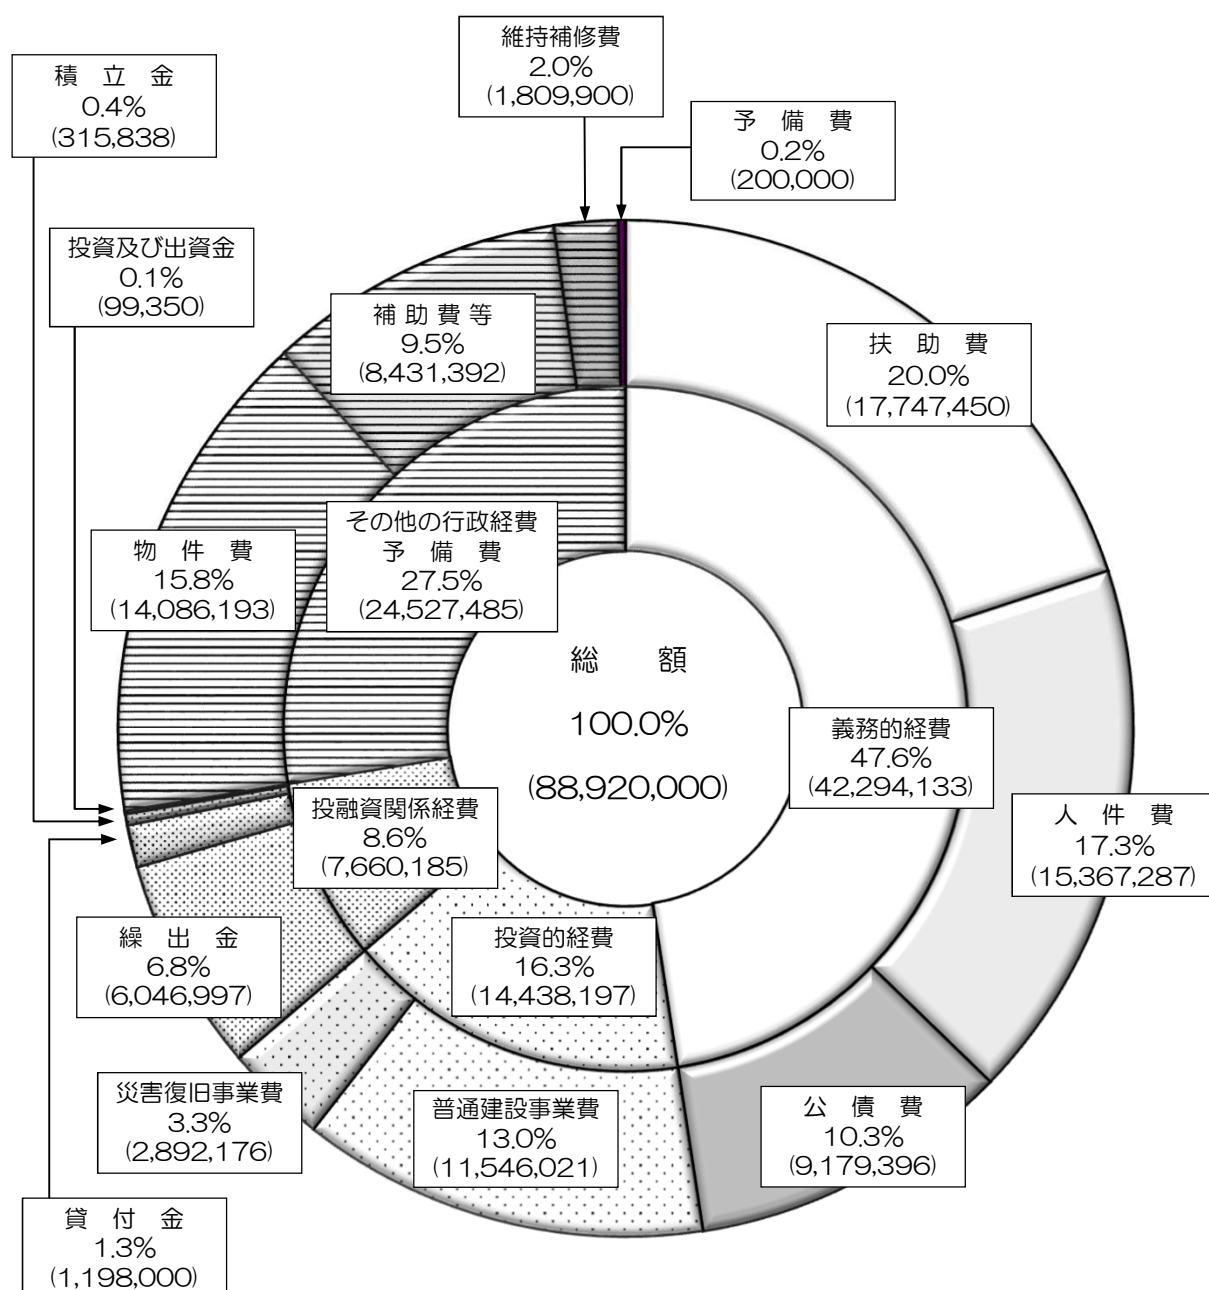 維持補修費
2.0%
(1,809,900)
積 立 金
0.4%
(315,838)
予 備 費
0.2%
(200,000)
投資及び出資金
0.1%
(99,350)
補 助 費 等
9.5%
(8,431,392)
扶 助 費
20.0%
(17,747,450)
その他の行政経費
予 備 費
27.5%
(24,527,485)
物 件 費
15.8%
(14,086,193)
総 額
100.0%
(88,920,000)
義務的経費
47.6%
(42,294,133)
投融資関係経費
8.6%
(7,660,185)
人 件 費
17.3%
(15,367,287)
繰 出 金
6.8%
(6,046,997)
投資的経費
16.3%
(14,438,197)
災害復旧事業費
3.3%
(2,892,176)
普通建設事業費
13.0%
(11,546,021)
公 債 費
10.3%
(9,179,396)
貸 付 金
1.3%
(1,198,000)